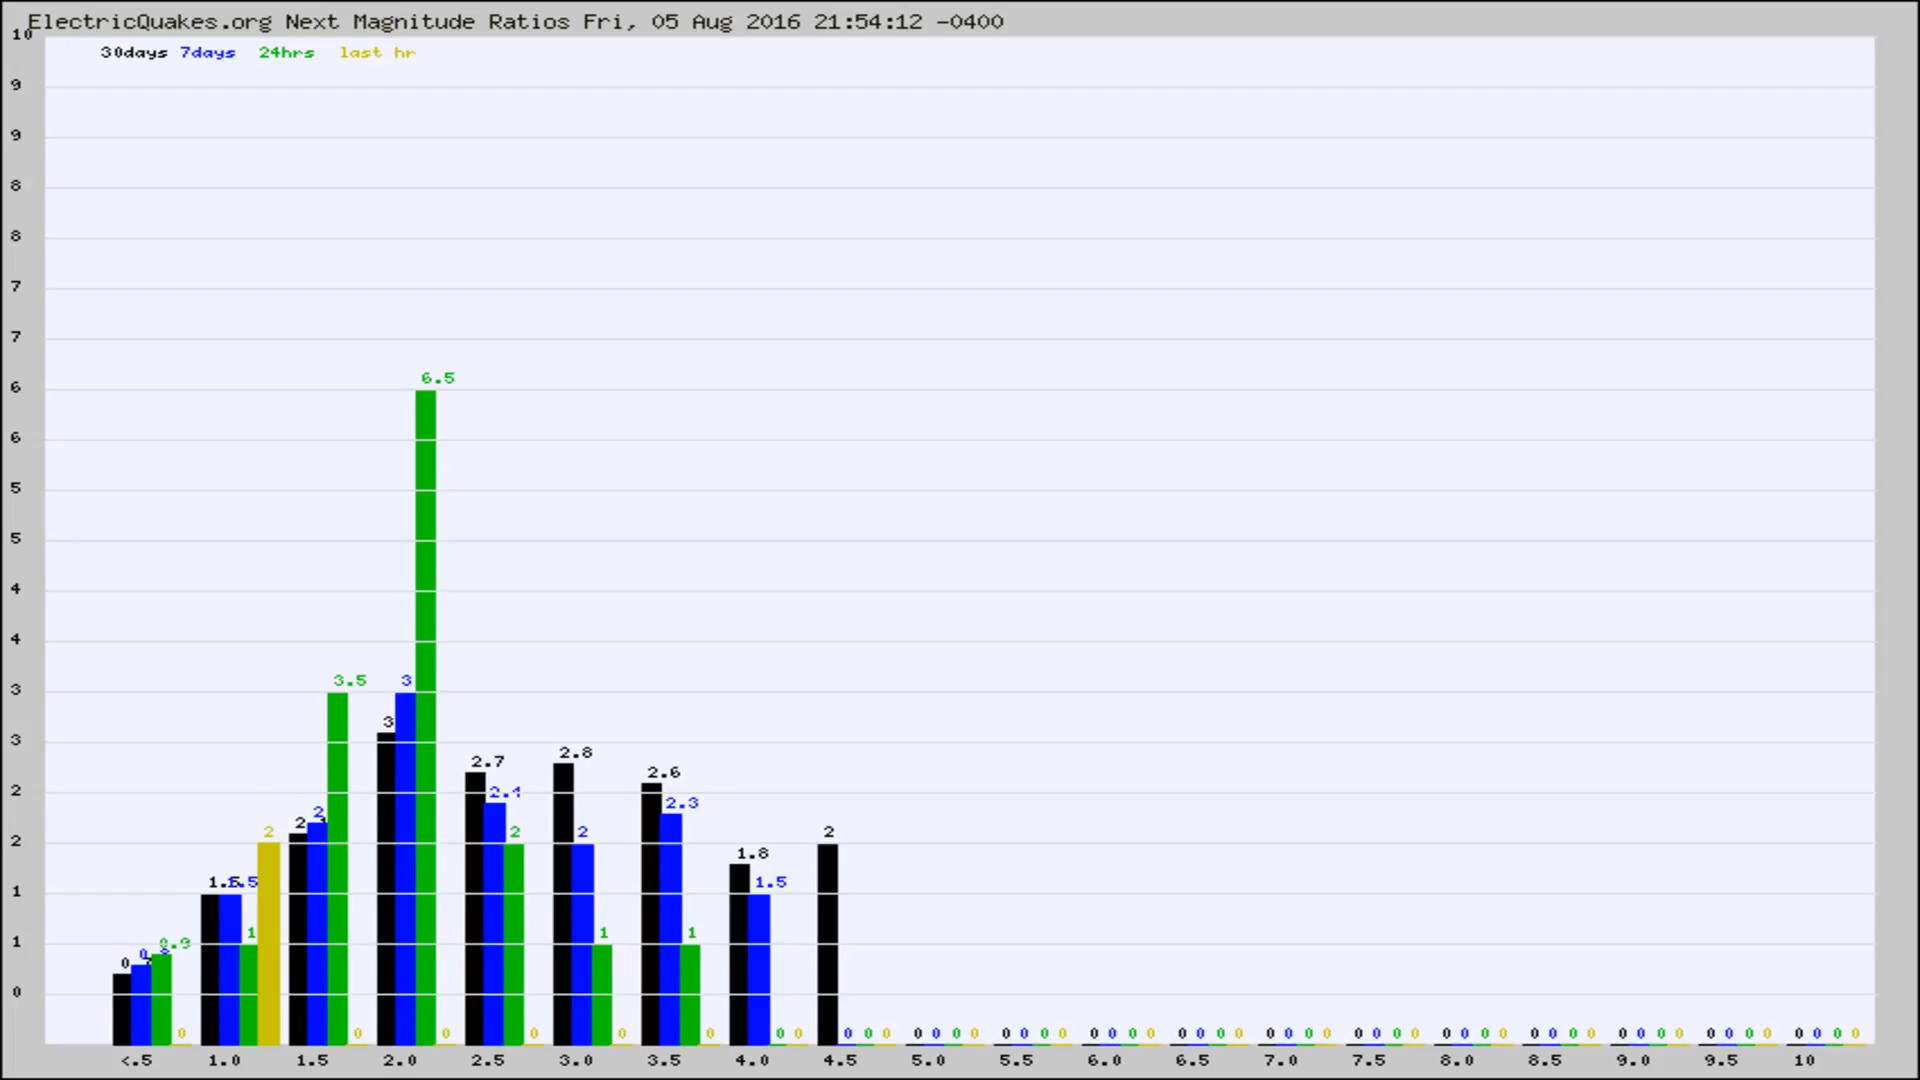 ElectricQuakes.org Next Magnitude Ratios Fri, 05 Aug 2016 21:54:12 -0400
10
30days 7days 24hrs last hr
9
9
8
8
7
7
6
6.5
6
5
5
4
4
3 3.5 3
3 3 2.8
2 2.7 2.6 2.4 2.3
2 2 2 2 2 2 2
1 1.5 1.5 1.8 1.5
1 0.9 1 1 1
0
0 0 0 0 0 0 0 0 0 0 0 0 0 0 0 0 0 0 0 0 0 0 0 0 0 0 0 0 0 0 0 0 0 0 0 0 0 0 0 0 0 0 0 0 0 0 0 0 0 0 0 0 0 0 0 0
<.5 1.0 1.5 2.0 2.5 3.0 3.5 4.0 4.5 5.0 5.5 6.0 6.5 7.0 7.5 8.0 8.5 9.0 9.5 10